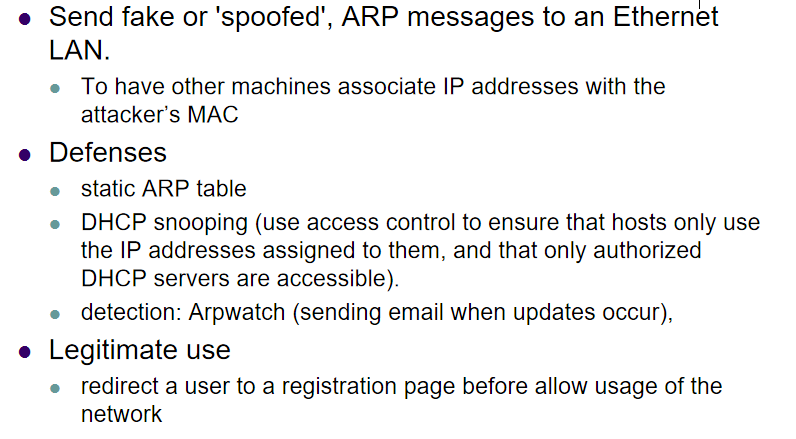 Send fake or 'spoofed', ARP messages to an Ethernet
LAN.
To have other machines associate IP addresses with the
attacker’s MAC
Defenses
static ARP table
DHCP snooping (use access control to ensure that hosts only use
the IP addresses assigned to them, and that only authorized
DHCP servers are accessible).
detection: Arpwatch (sending email when updates occur),
Legitimate use
redirect a user to a registration page before allow usage of the
network